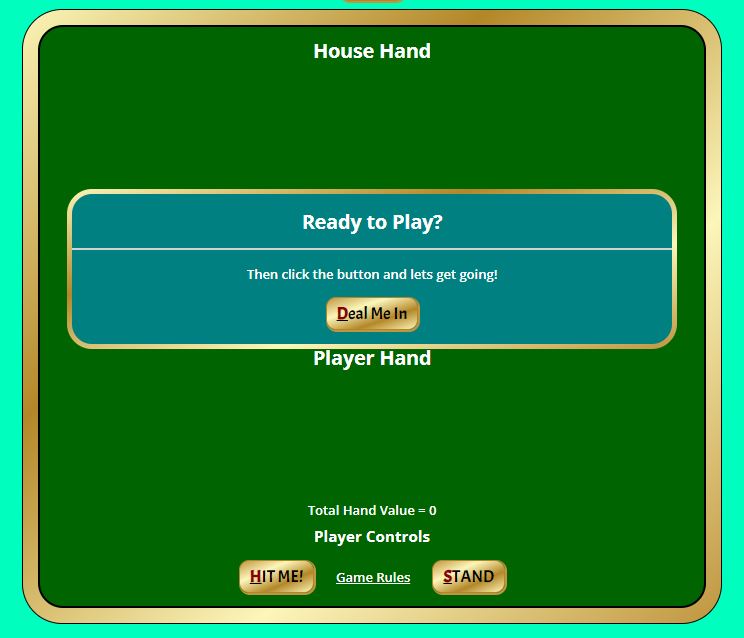 House Hand
Ready to Play?
Then click the button and lets get going!
Deal Me In
Player Hand
Total Hand Value = 0
Player Controls
HIT ME! Game Rules STAND